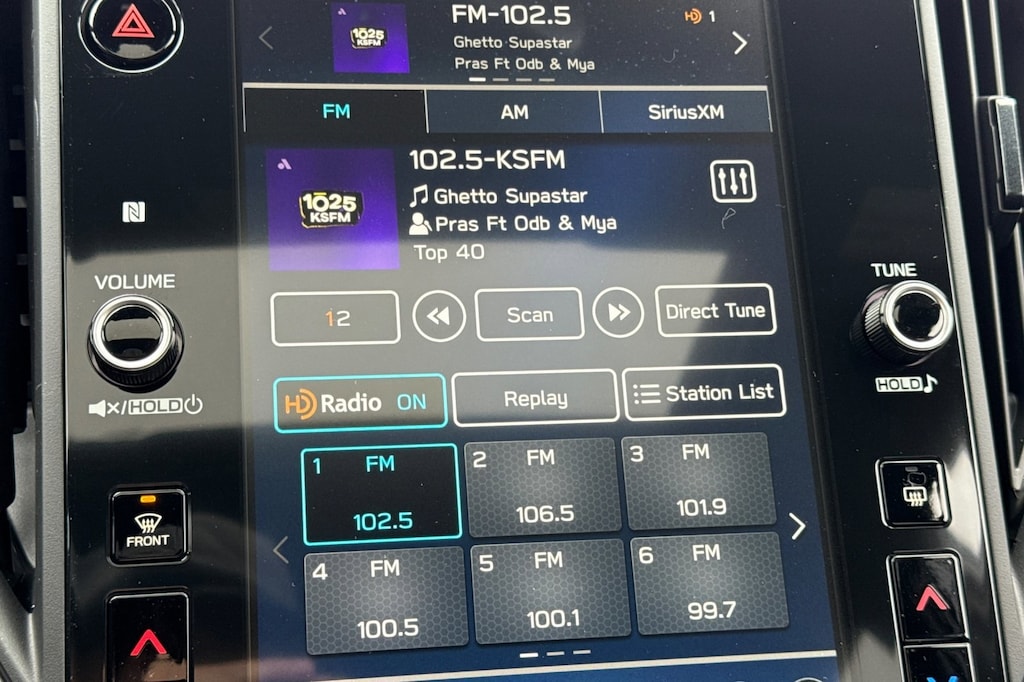 FM-102.5
HD 1
1025
KSFM
Ghetto Supastar
Pras Ft Odb & Mya
FM
AM
SiriusXM
102.5-KSFM
1025
KSFM
Ghetto Supastar
Pras Ft Odb & Mya
Top 40
VOLUME
TUNE
12
Scan
Direct Tune
/HOLD
HOLD
HD Radio ON
Replay
Station List
1 FM
102.5
2 FM
106.5
3 FM
101.9
FRONT
4 FM
100.5
5 FM
100.1
6 FM
99.7